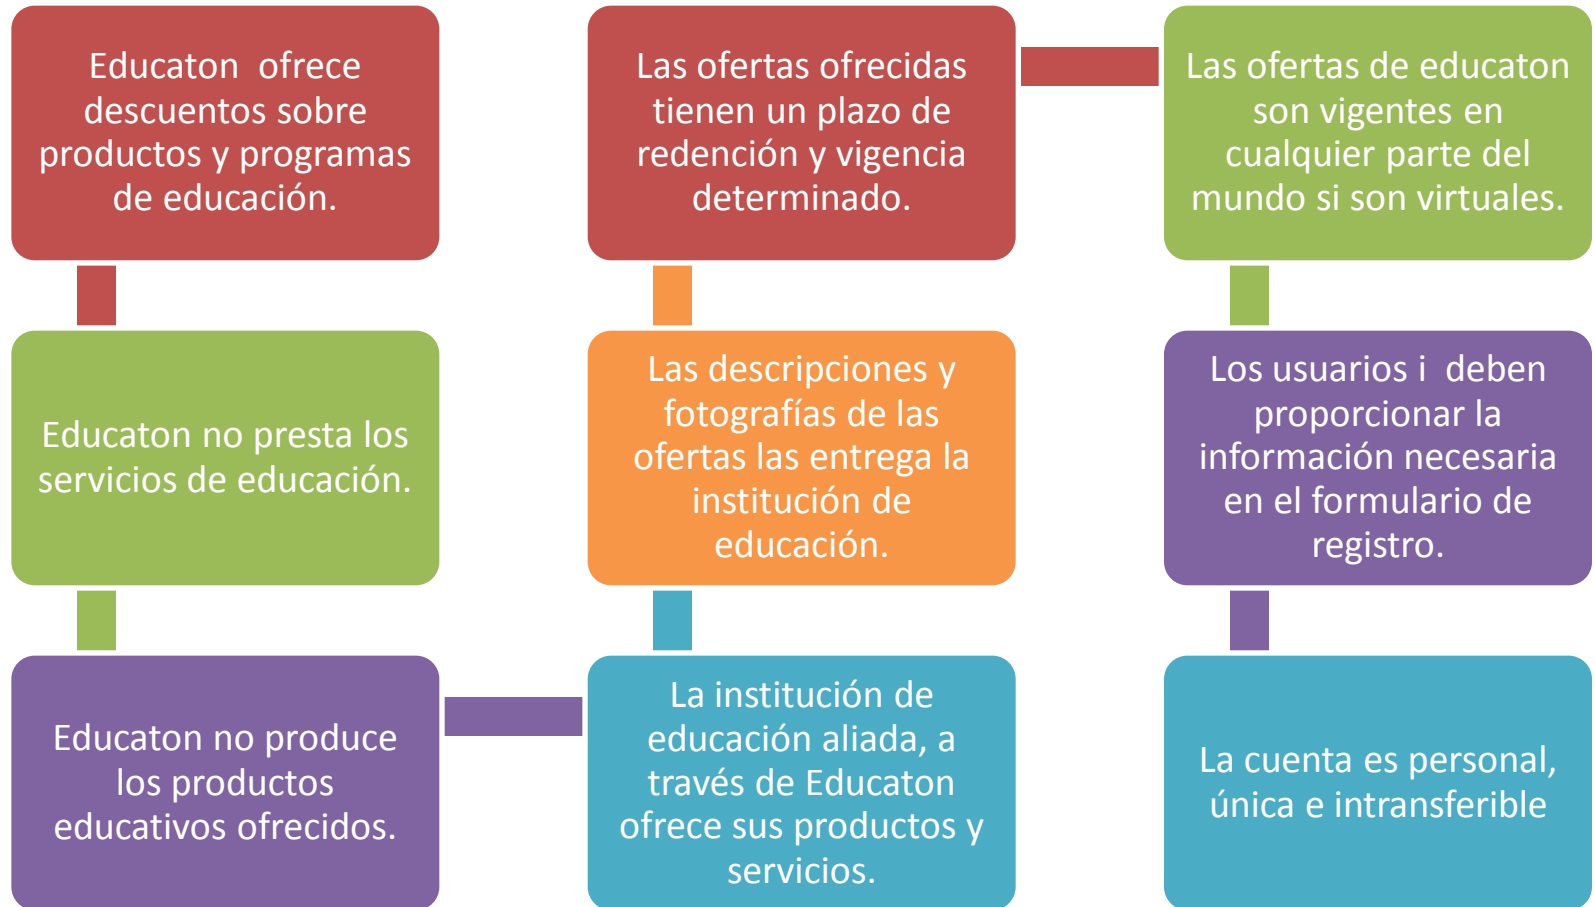 Educaton  ofrece
descuentos sobre
productos y programas
de educación.
Educaton no presta los
servicios de educación.
Educaton no produce
los productos
educativos ofrecidos.
La institución de
educación aliada, a
través de Educaton
ofrece sus productos y
servicios.
Las descripciones y
fotografías de las
ofertas las entrega la
institución de
educación.
Las ofertas ofrecidas
tienen un plazo de
redención y vigencia
determinado.
Las ofertas de educaton
son vigentes en
cualquier parte del
mundo si son virtuales.
Los usuarios i  deben
proporcionar la
información necesaria
en el formulario de
registro.
La cuenta es personal,
única e intransferible